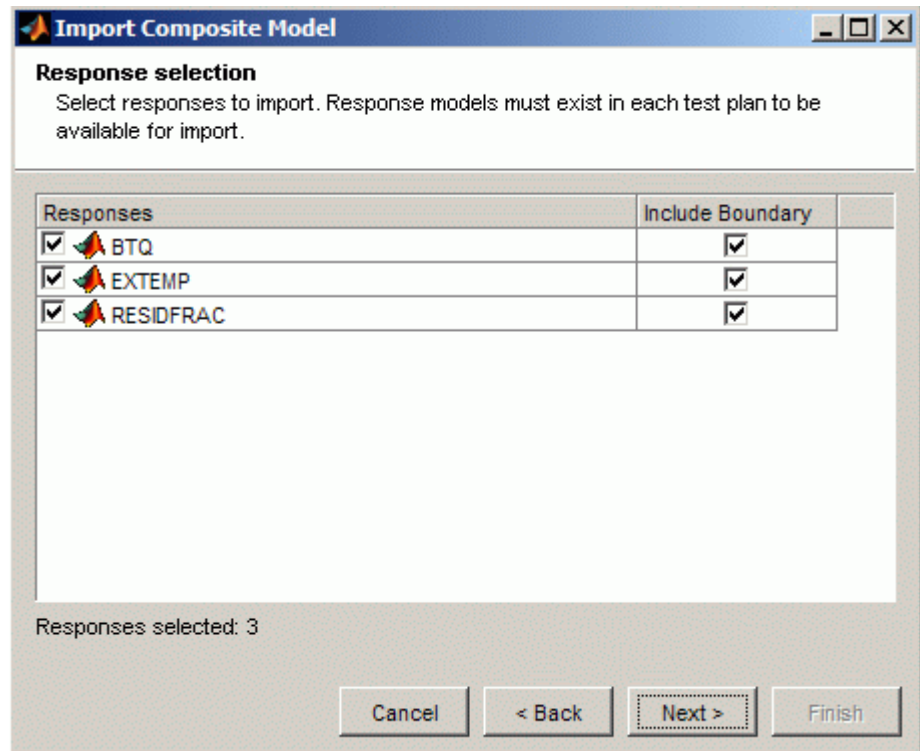 Import Composite Model
Response selection
Select responses to import. Response models must exist in each test plan to be
available for import.
Responses Include Boundary
BTQ
EXTEMP
RESIDFRAC
Responses selected: 3
Cancel < Back Next > Finish